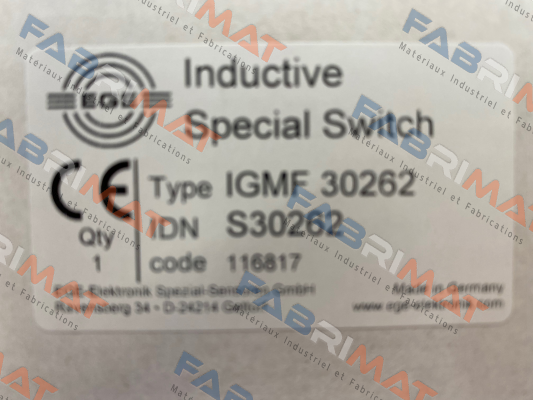 Inductive
EGE
Special Switch
CE Type IGMF 30262
Qty IDN S30262
1 code 116817
EGE-Elektronik Spezial-Sensoren GmbH Made in Germany
Ravensberg 34 • D-24214 Gettorf www.ege-elektronik.com
FABRIMAT
Materiaux Industriel et Fabrications